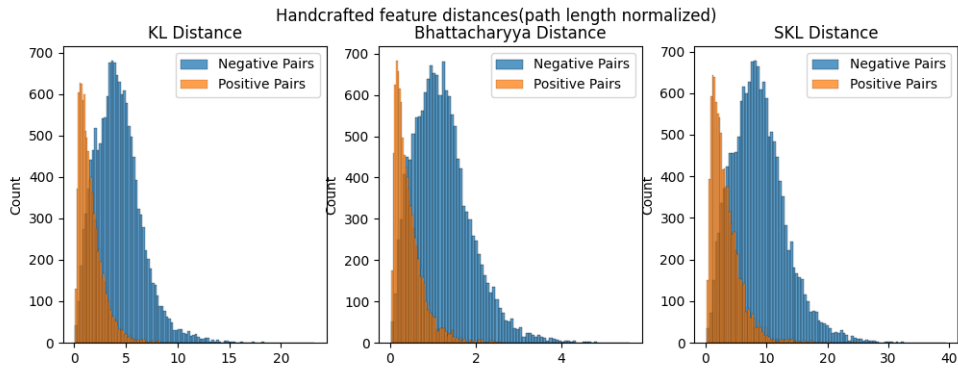 Handcrafted feature distances(path length normalized)
KL Distance
Count
700
600
500
400
300
200
100
0
0
5
10
15
20
Negative Pairs
Positive Pairs
Bhattacharyya Distance
Count
700
600
500
400
300
200
100
0
0
2
4
Negative Pairs
Positive Pairs
SKL Distance
Count
700
600
500
400
300
200
100
0
0
10
20
30
40
Negative Pairs
Positive Pairs